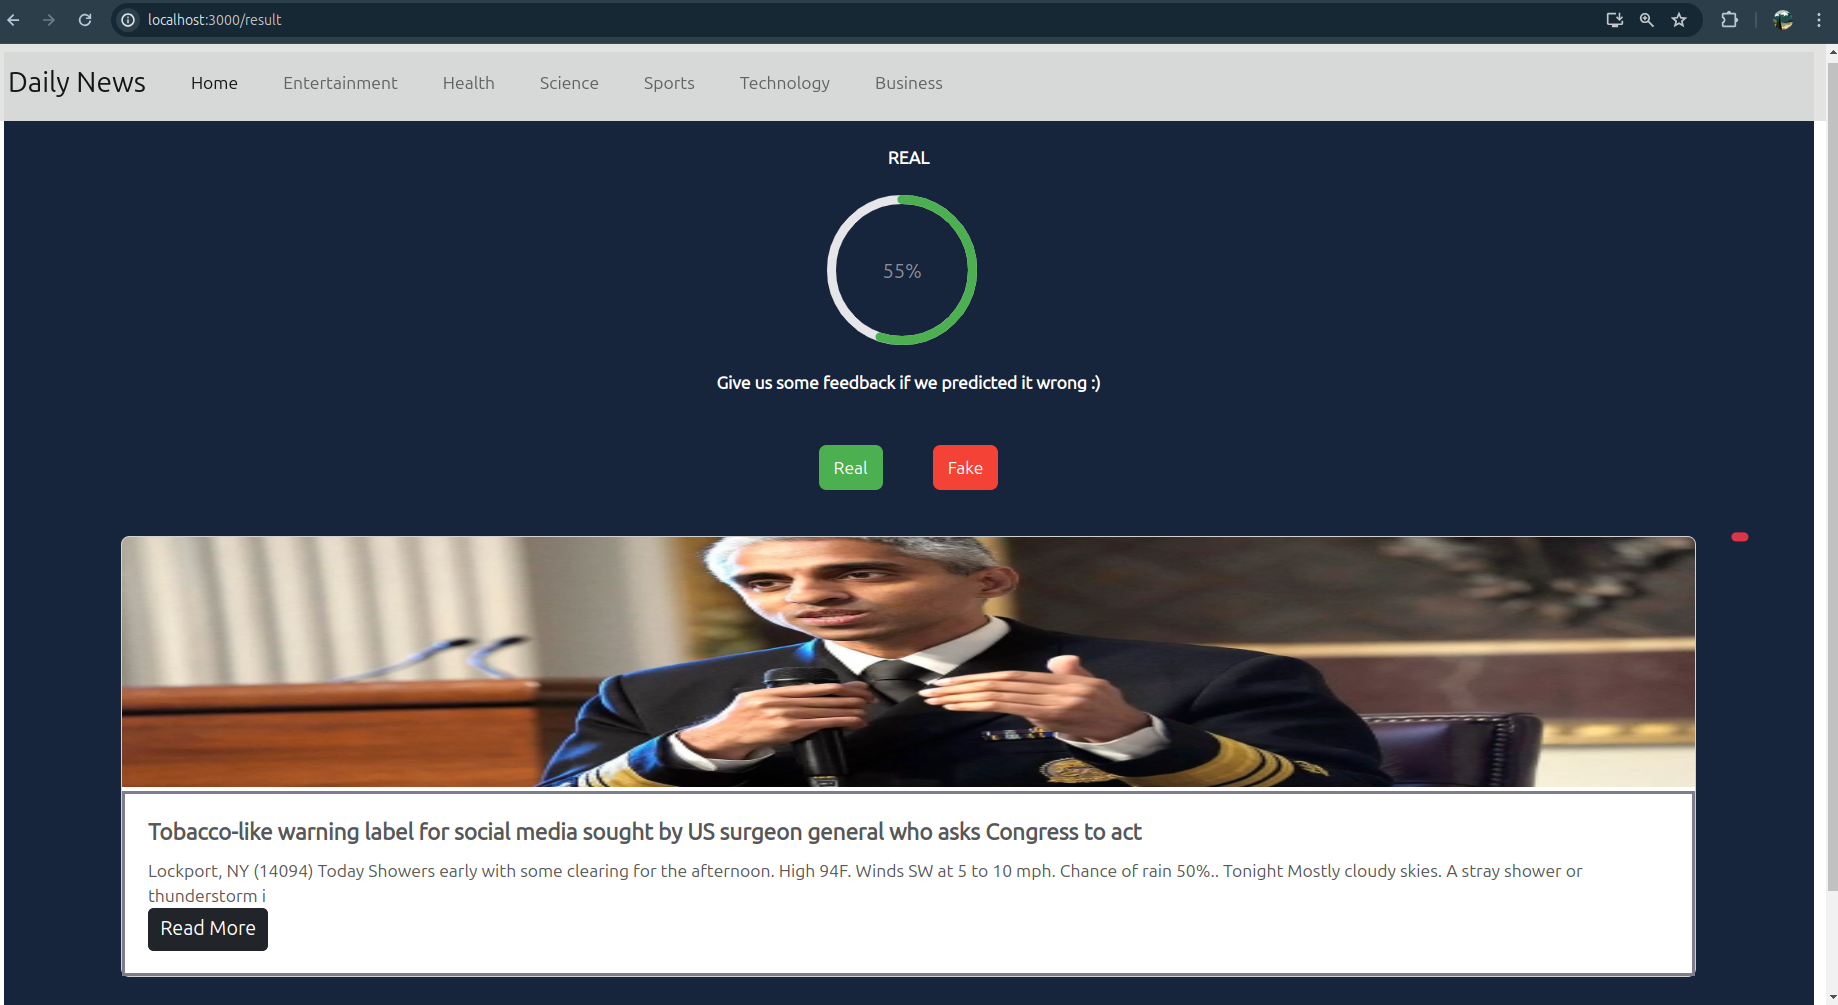 localhost:3000/result
Daily News Home Entertainment Health Science Sports Technology Business
REAL
55%
Give us some feedback if we predicted it wrong :)
Real Fake
Tobacco-like warning label for social media sought by US surgeon general who asks Congress to act
Lockport, NY (14094) Today Showers early with some clearing for the afternoon. High 94F. Winds SW at 5 to 10 mph. Chance of rain 50%.. Tonight Mostly cloudy skies. A stray shower or
thunderstorm i
Read More